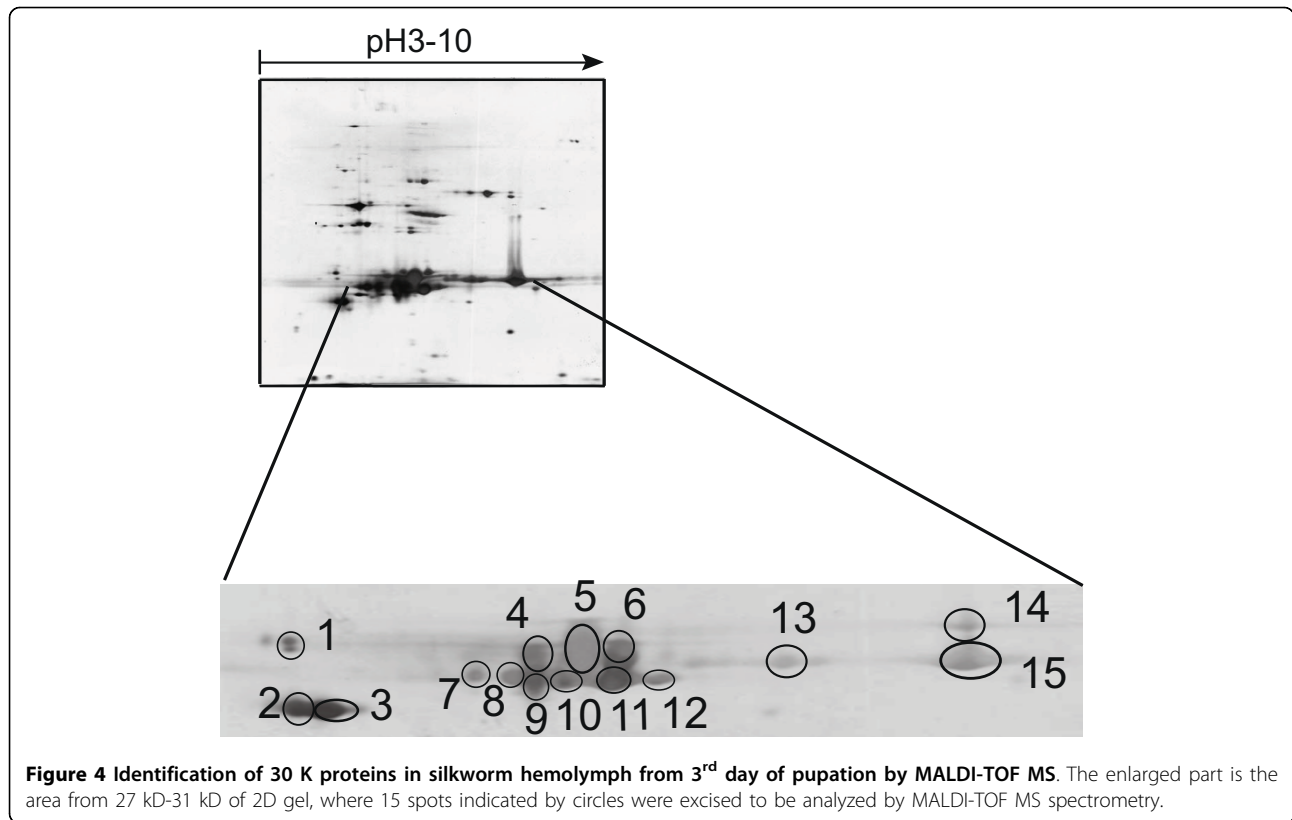 pH3-10
5
4 6
1 13 14
7 8
2 3 9 10 11 12 15
Figure 4 Identification of 30 K proteins in silkworm hemolymph from 3rd day of pupation by MALDI-TOF MS. The enlarged part is the
area from 27 kD-31 kD of 2D gel, where 15 spots indicated by circles were excised to be analyzed by MALDI-TOF MS spectrometry.